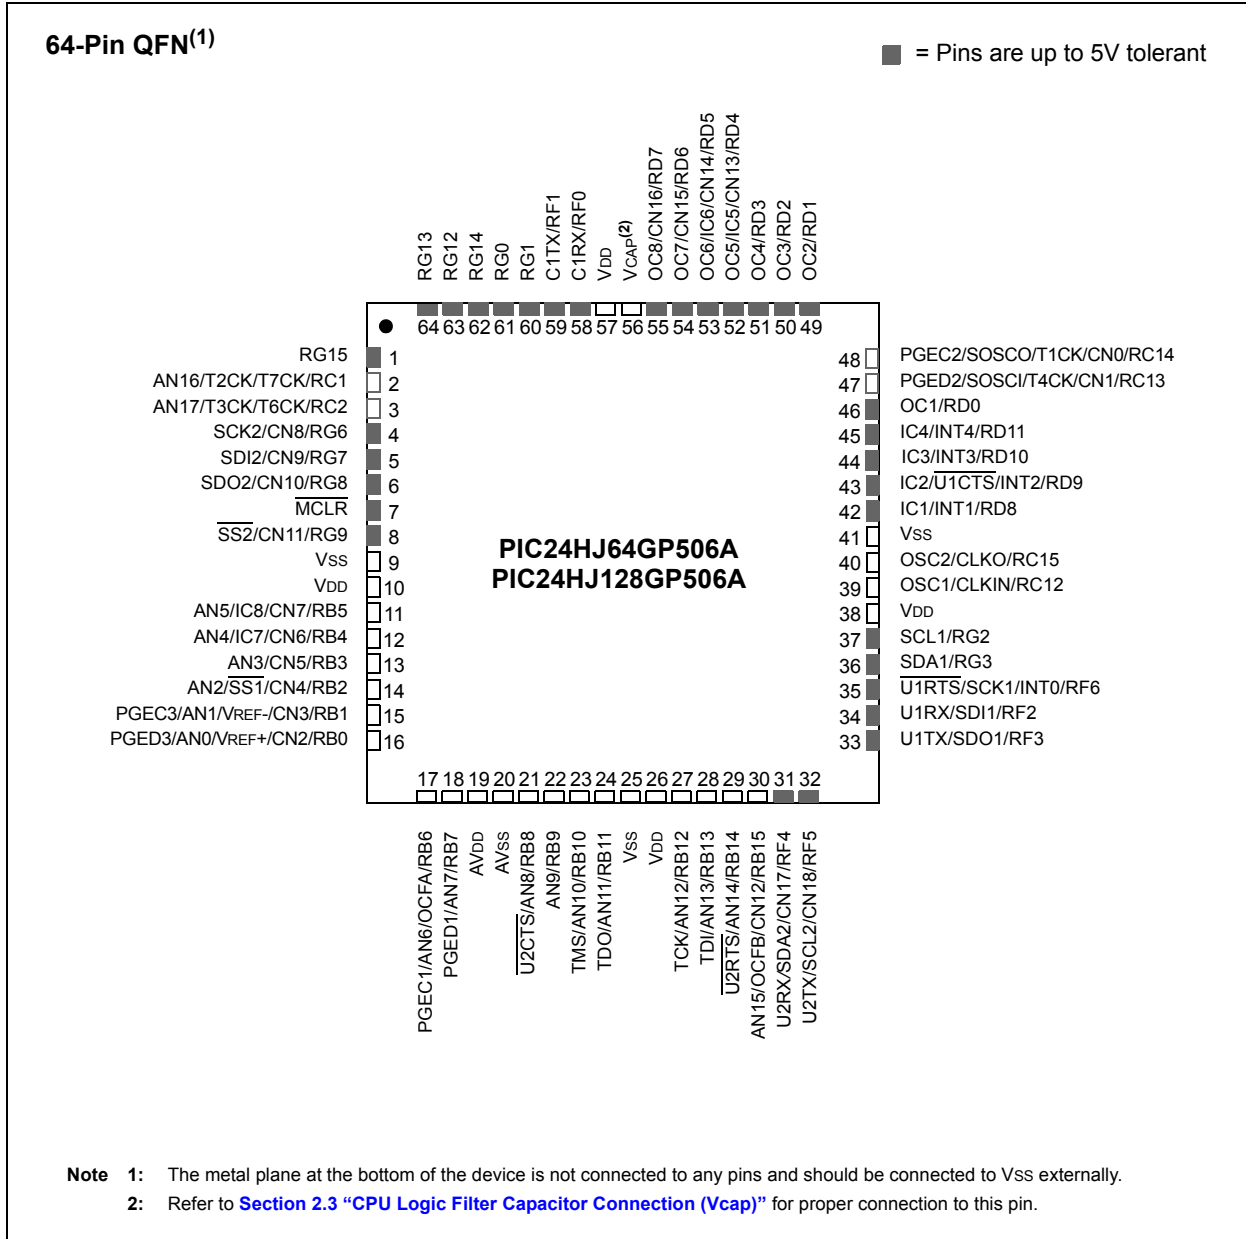 64-Pin QFN(1)
= Pins are up to 5V tolerant
RG13
RG12
RG14
RG0
RG1
C1TX/RF1
C1RX/RF0
VDD
VCAP(2)
OC8/CN16/RD7
OC7/CN15/RD6
OC6/IC6/CN14/RD5
OC5/IC5/CN13/RD4
OC4/RD3
OC3/RD2
OC2/RD1
64 63 62 61 60 59 58 57 56 55 54 53 52 51 50 49
RG15 1
AN16/T2CK/T7CK/RC1 2
AN17/T3CK/T6CK/RC2 3
SCK2/CN8/RG6 4
SDI2/CN9/RG7 5
SDO2/CN10/RG8 6
MCLR 7
SS2/CN11/RG9 8
VSS 9
VDD 10
AN5/IC8/CN7/RB5 11
AN4/IC7/CN6/RB4 12
AN3/CN5/RB3 13
AN2/SS1/CN4/RB2 14
PGEC3/AN1/VREF-/CN3/RB1 15
PGED3/AN0/VREF+/CN2/RB0 16
PIC24HJ64GP506A
PIC24HJ128GP506A
48 PGEC2/SOSCO/T1CK/CN0/RC14
47 PGED2/SOSCI/T4CK/CN1/RC13
46 OC1/RD0
45 IC4/INT4/RD11
44 IC3/INT3/RD10
43 IC2/U1CTS/INT2/RD9
42 IC1/INT1/RD8
41 VSS
40 OSC2/CLKO/RC15
39 OSC1/CLKIN/RC12
38 VDD
37 SCL1/RG2
36 SDA1/RG3
35 U1RTS/SCK1/INT0/RF6
34 U1RX/SDI1/RF2
33 U1TX/SDO1/RF3
17 18 19 20 21 22 23 24 25 26 27 28 29 30 31 32
PGEC1/AN6/OCFA/RB6
PGED1/AN7/RB7
AVDD
AVSS
U2CTS/AN8/RB8
AN9/RB9
TMS/AN10/RB10
TDO/AN11/RB11
VSS
VDD
TCK/AN12/RB12
TDI/AN13/RB13
U2RTS/AN14/RB14
AN15/OCFB/CN12/RB15
U2RX/SDA2/CN17/RF4
U2TX/SCL2/CN18/RF5
Note 1: The metal plane at the bottom of the device is not connected to any pins and should be connected to VSS externally.
2: Refer to Section 2.3 “CPU Logic Filter Capacitor Connection (Vcap)” for proper connection to this pin.